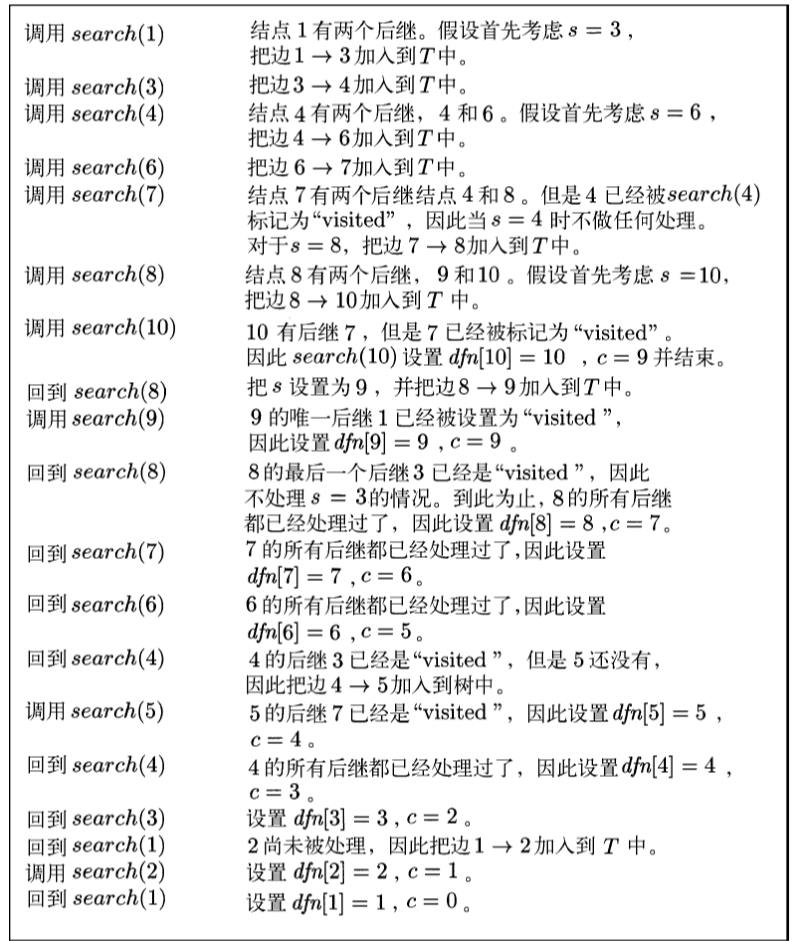 调用 search(1) 结点 1 有两个后继。假设首先考虑 s = 3 ,
把边 1 → 3 加入到 T 中。
调用 search(3) 把边 3 → 4 加入到 T 中。
调用 search(4) 结点 4 有两个后继, 4 和 6 。假设首先考虑 s = 6 ,
把边 4 → 6 加入到 T 中。
调用 search(6) 把边 6 → 7 加入到 T 中。
调用 search(7) 结点 7 有两个后继结点 4 和 8 。但是 4 已经被 search(4)
标记为 “visited” , 因此当 s = 4 时不做任何处理。
对于 s = 8, 把边 7 → 8 加入到 T 中。
调用 search(8) 结点 8 有两个后继, 9 和 10 。假设首先考虑 s =10,
把边 8 → 10 加入到 T 中。
调用 search(10) 10 有后继 7 , 但是 7 已经被标记为 “visited” 。
因此 search(10) 设置 dfn[10] = 10 , c = 9 并结束。
回到 search(8) 把 s 设置为 9 , 并把边 8 → 9 加入到 T 中。
调用 search(9) 9 的唯一后继 1 已经被设置为 “visited ”,
因此设置 dfn[9] = 9 , c = 9 。
回到 search(8) 8 的最后一个后继 3 已经是 “visited ”, 因此
不处理 s = 3 的情况。到此为止, 8 的所有后继
都已经处理过了, 因此设置 dfn[8] = 8 ,c = 7。
回到 search(7) 7 的所有后继都已经处理过了,因此设置
dfn[7] = 7 , c = 6。
回到 search(6) 6 的所有后继都已经处理过了,因此设置
dfn[6] = 6 ,c = 5。
回到 search(4) 4 的后继 3 已经是 “visited ”, 但是 5 还没有,
因此把边 4 → 5 加入到树中。
调用 search(5) 5 的后继 7 已经是 “visited ”, 因此设置 dfn[5] = 5 ,
c = 4 。
回到 search(4) 4 的所有后继都已经处理过了, 因此设置 dfn[4] = 4 ,
c = 3 。
回到 search(3) 设置 dfn[3] = 3 , c = 2 。
回到 search(1) 2 尚未被处理, 因此把边 1 → 2 加入到 T 中。
调用 search(2) 设置 dfn[2] = 2 , c = 1 。
回到 search(1) 设置 dfn[1] = 1 , c = 0 。